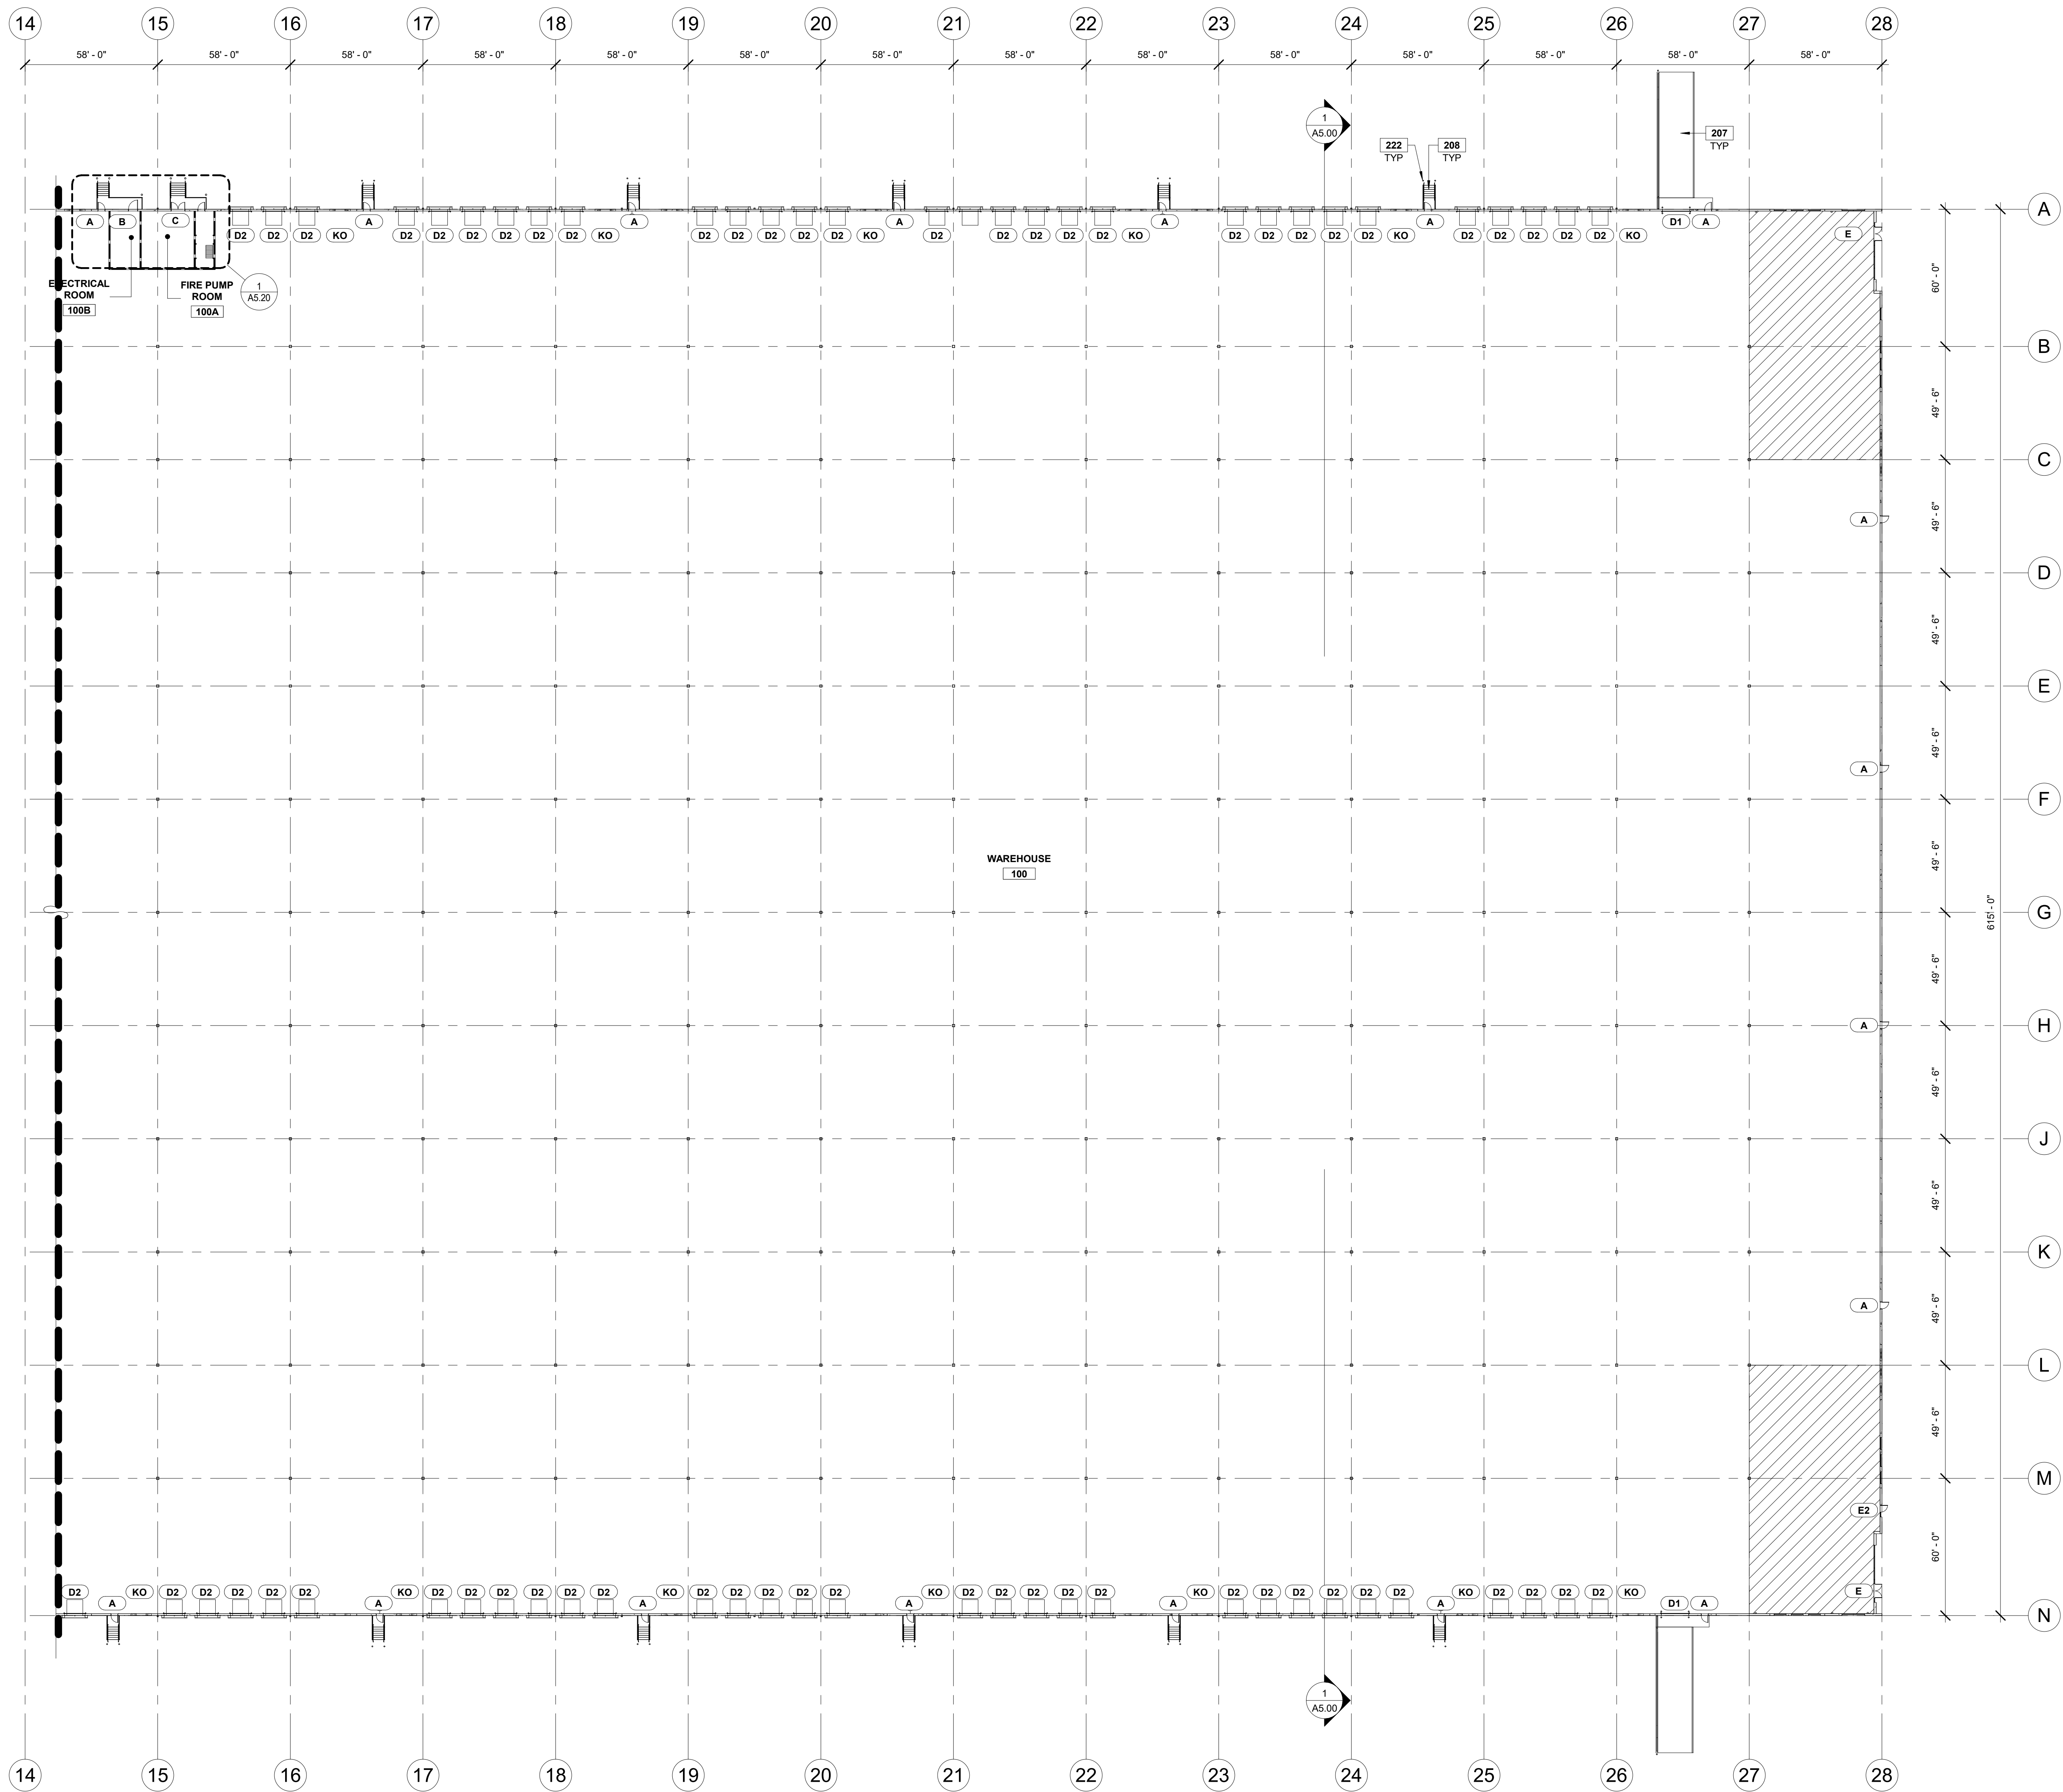 14 15 16 17 18 19 20 21 22 23 24 25 26 27 28
58' - 0" 58' - 0" 58' - 0" 58' - 0" 58' - 0" 58' - 0" 58' - 0" 58' - 0" 58' - 0" 58' - 0" 58' - 0" 58' - 0" 58' - 0" 58' - 0"
1
A5.00
222
TYP
208
TYP
207
TYP
A
A B C A A A A A D1 A
D2 D2 D2 KO D2 D2 D2 D2 D2 D2 KO D2 D2 D2 D2 D2 KO D2 D2 D2 D2 D2 KO D2 D2 D2 D2 D2 KO D2 D2 D2 D2 D2 KO E
60' - 0"
ELECTRICAL
ROOM
100B
FIRE PUMP
ROOM
100A
1
A5.20
B
49' - 6"
C
49' - 6"
A
D
49' - 6"
E
49' - 6"
A
F
49' - 6"
WAREHOUSE
100
G
615' - 0"
49' - 6"
A
H
49' - 6"
J
49' - 6"
K
49' - 6"
A
L
49' - 6"
M
E2
60' - 0"
D2 KO D2 D2 D2 D2 D2 KO D2 D2 D2 D2 D2 D2 KO D2 D2 D2 D2 D2 KO D2 D2 D2 D2 D2 KO D2 D2 D2 D2 D2 D2 KO D2 D2 D2 D2 KO E
A A A A A A D1 A
N
1
A5.00
14 15 16 17 18 19 20 21 22 23 24 25 26 27 28